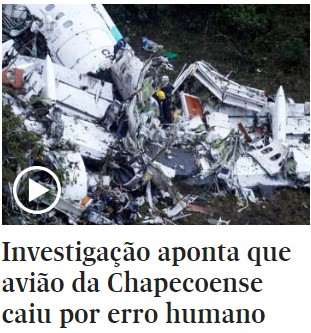 Investigação aponta que
avião da Chapecoense
caiu por erro humano